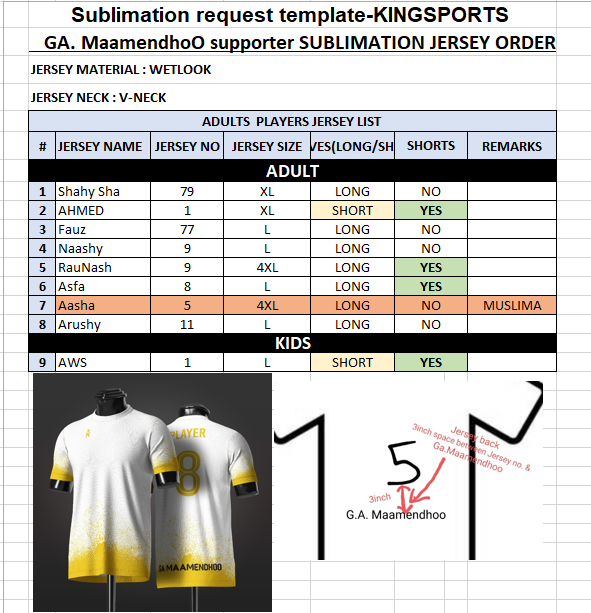 Sublimation request template-KINGSPORTS
GA. MaamendhoO supporter SUBLIMATION JERSEY ORDER
JERSEY MATERIAL : WETLOOK
JERSEY NECK : V-NECK
ADULTS PLAYERS JERSEY LIST
# JERSEY NAME JERSEY NO JERSEY SIZE VES(LONG/SH SHORTS REMARKS
ADULT
1 Shahy Sha 79 XL LONG NO
2 AHMED 1 XL SHORT YES
3 Fauz 77 L LONG NO
4 Naashy 9 L LONG NO
5 RauNash 9 4XL LONG YES
6 Asfa 8 L LONG YES
7 Aasha 5 4XL LONG NO MUSLIMA
8 Arushy 11 L LONG NO
KIDS
9 AWS 1 L SHORT YES
PLAYER
8
GA.MAAMENDHOO
Jersey back
3inch space between Jersey no. &
Ga.Maamendhoo
5
3inch
G.A. Maamendhoo